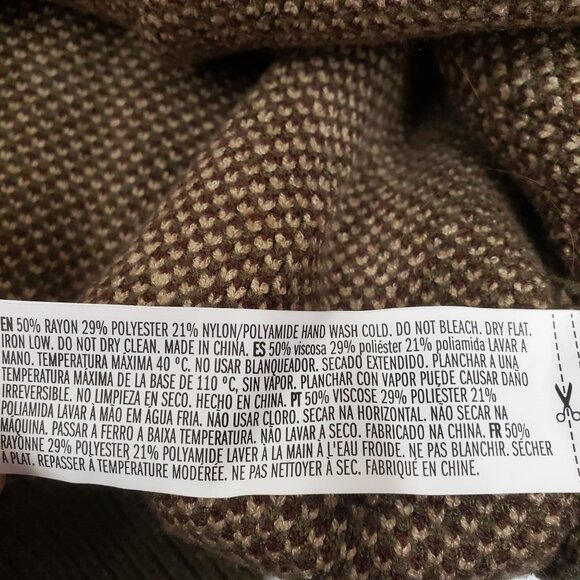 EN 50% RAYON 29% POLYESTER 21% NYLON/POLYAMIDE HAND WASH COLD. DO NOT BLEACH. DRY FLAT.
IRON LOW. DO NOT DRY CLEAN. MADE IN CHINA. ES 50% viscosa 29% poliéster 21% poliamida LAVAR A
MANO. TEMPERATURA MÁXIMA 40 °C. NO USAR BLANQUEADOR. SECADO EXTENDIDO. PLANCHAR A UNA
TEMPERATURA MÁXIMA DE LA BASE DE 110 °C, SIN VAPOR. PLANCHAR CON VAPOR PUEDE CAUSAR DAÑO
IRREVERSIBLE. NO LIMPIEZA EN SECO. HECHO EN CHINA. PT 50% VISCOSE 29% POLIÉSTER 21%
POLIAMIDA LAVAR À MÃO EM ÁGUA FRIA. NÃO USAR CLORO. SECAR NA HORIZONTAL. NÃO SECAR NA
MÁQUINA. PASSAR A FERRO A BAIXA TEMPERATURA. NÃO LAVAR A SECO. FABRICADO NA CHINA. FR 50%
RAYONNE 29% POLYESTER 21% POLYAMIDE LAVER À LA MAIN À L'EAU FROIDE. NE PAS BLANCHIR. SÉCHER
À PLAT. REPASSER À TEMPÉRATURE MODÉRÉE. NE PAS NETTOYER À SEC. FABRIQUÉ EN CHINE.